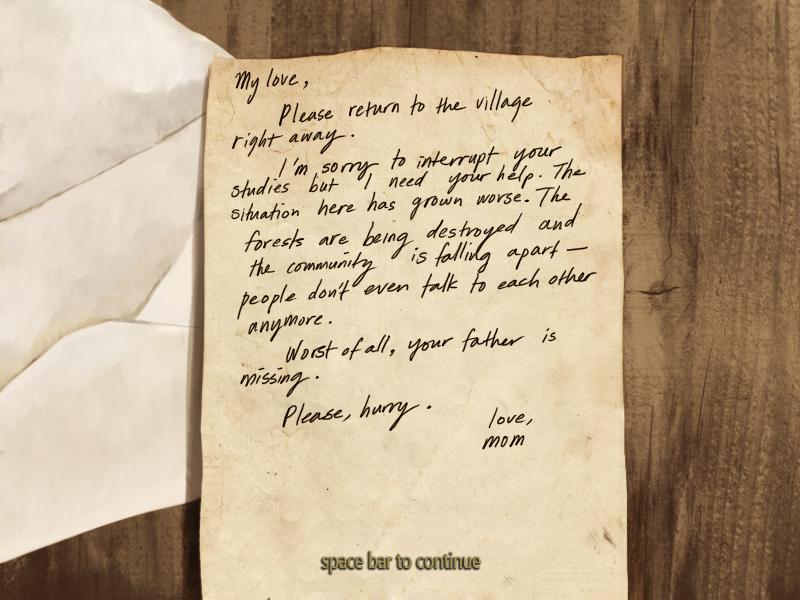 My love,
Please return to the village
right away.
I'm sorry to interrupt your
studies but I need your help. The
situation here has grown worse. The
forests are being destroyed and
the community is falling apart —
people don't even talk to each other
anymore.
Worst of all, your father is
missing.
Please, hurry.
love,
mom
space bar to continue